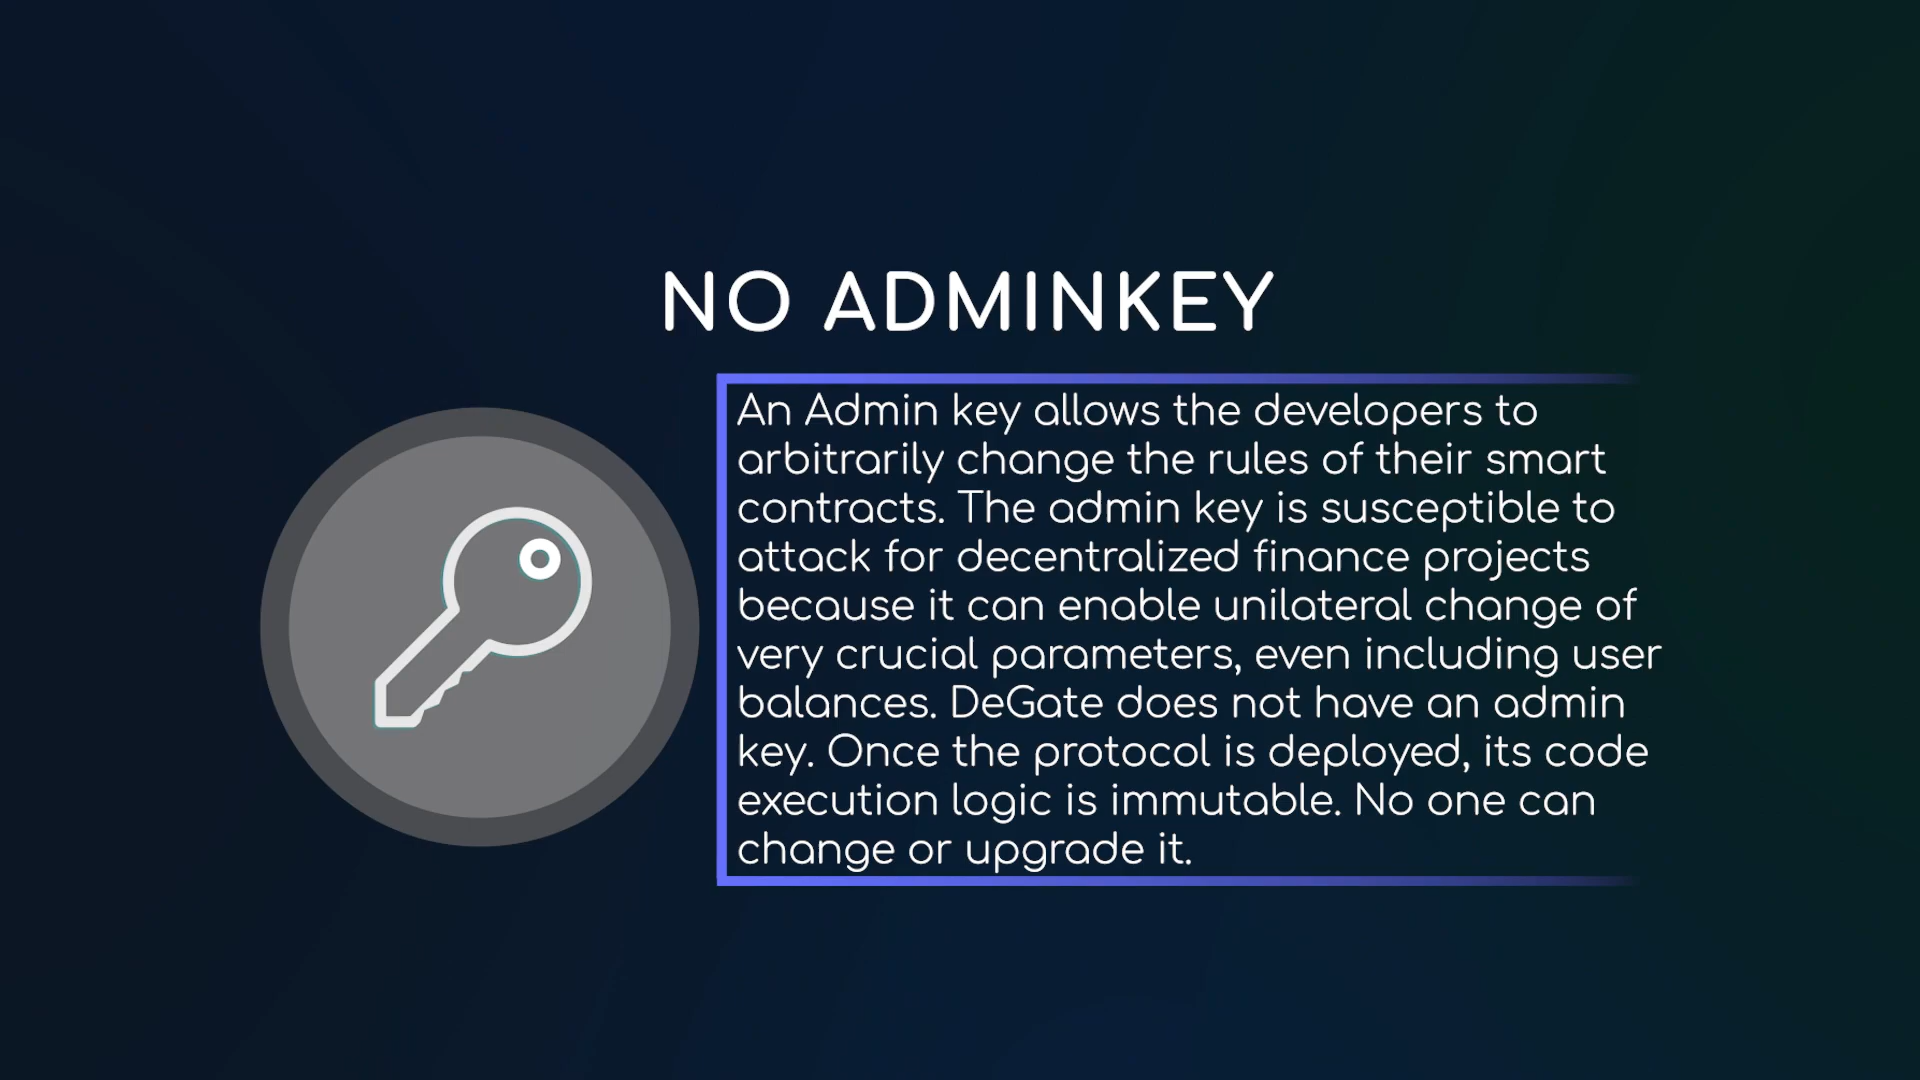 NO ADMINKEY
An Admin key allows the developers to
arbitrarily change the rules of their smart
contracts. The admin key is susceptible to
attack for decentralized finance projects
because it can enable unilateral change of
very crucial parameters, even including user
balances. DeGate does not have an admin
key. Once the protocol is deployed, its code
execution logic is immutable. No one can
change or upgrade it.